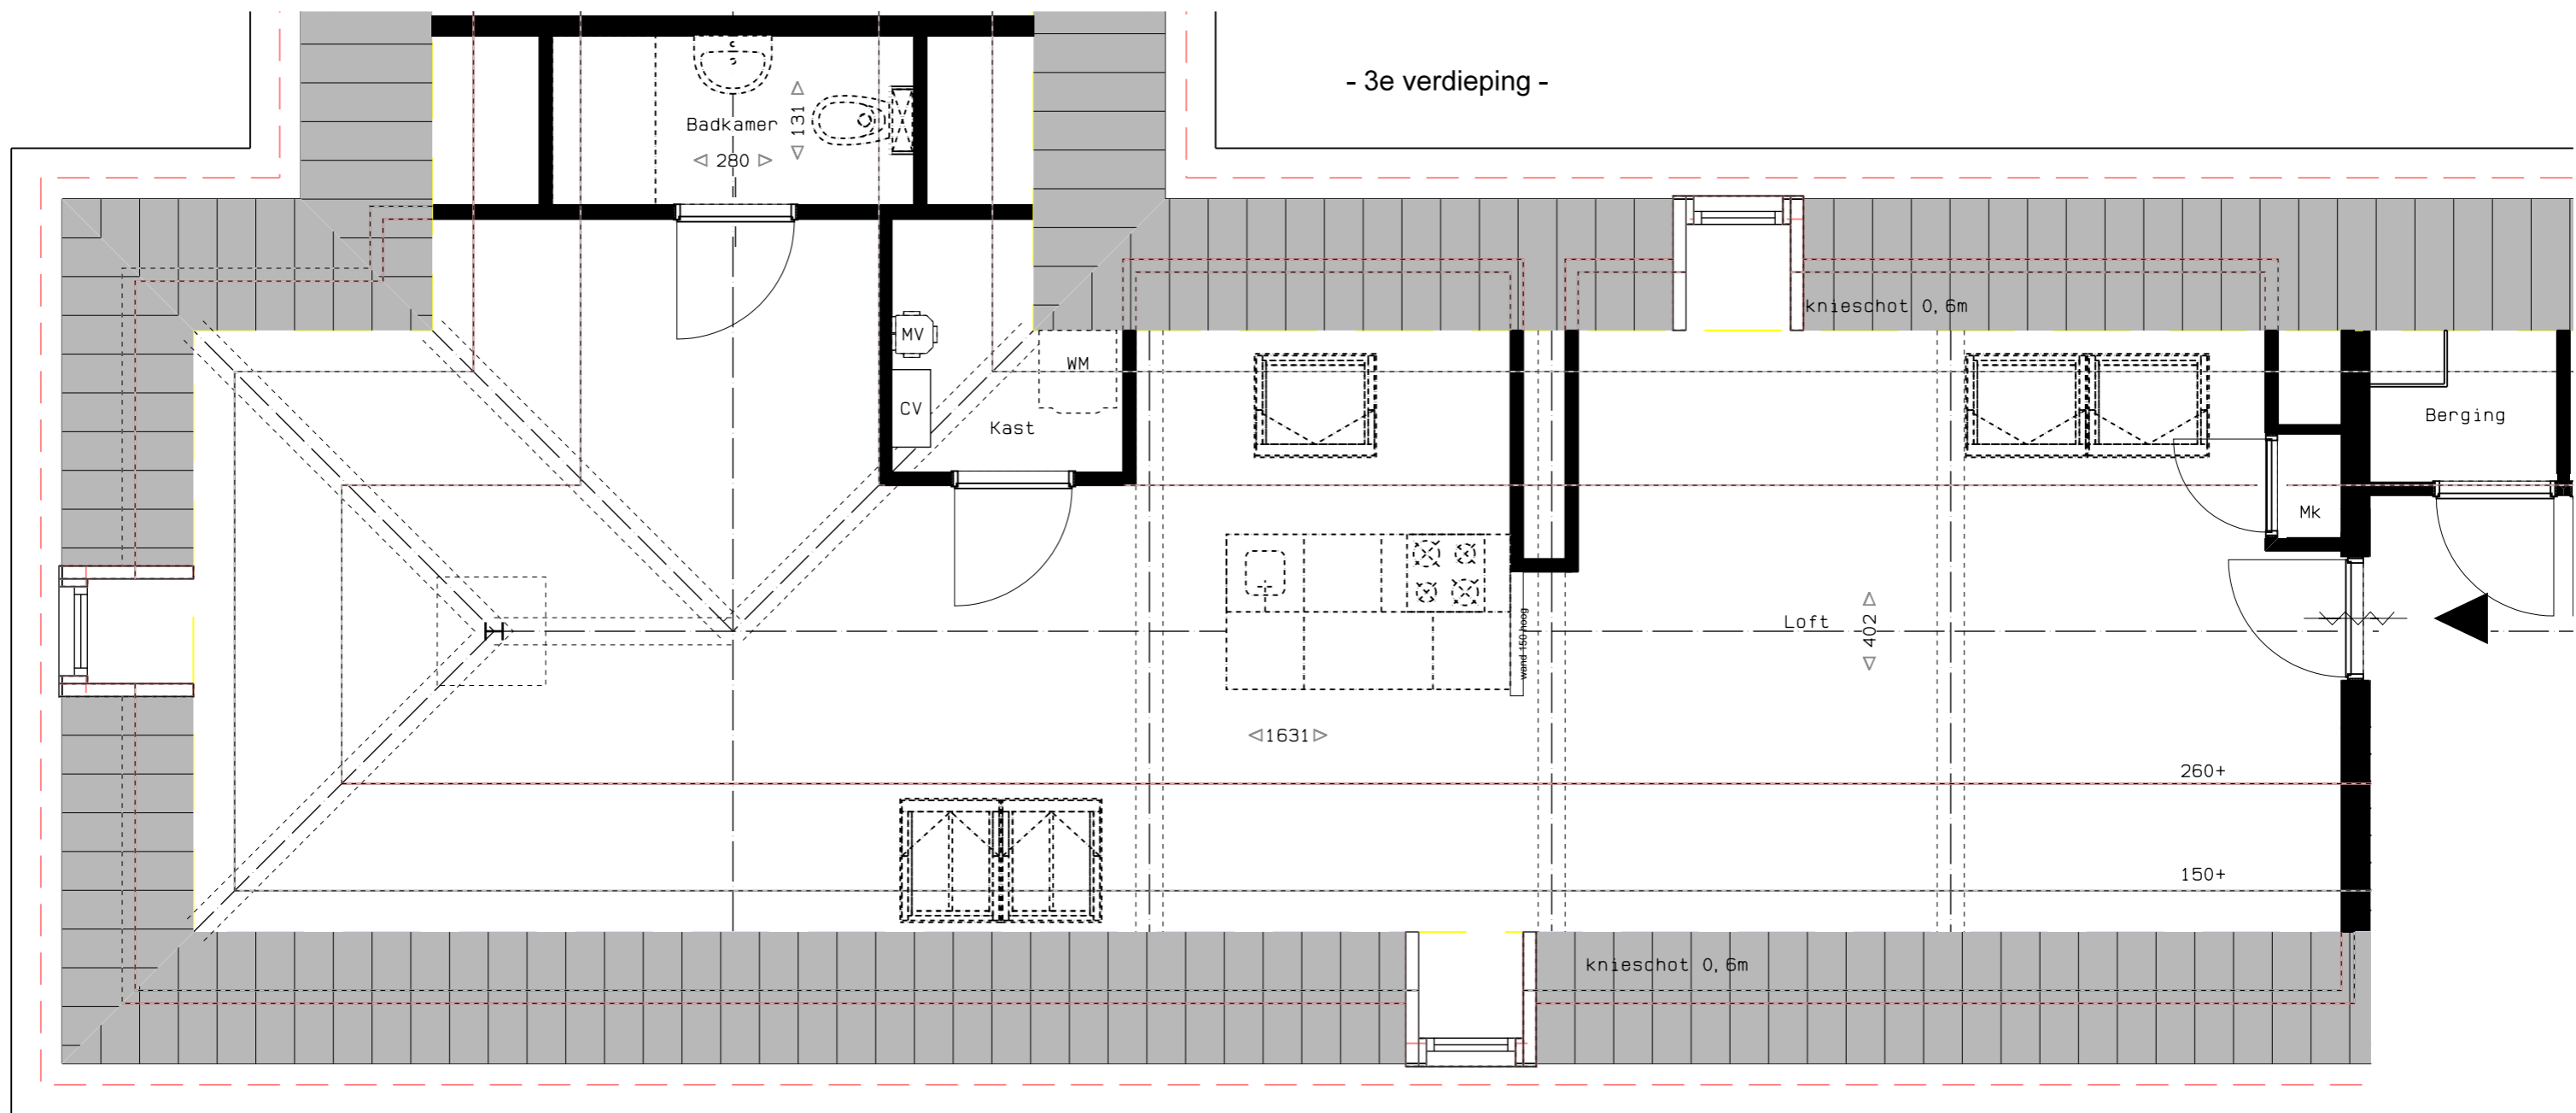 - 3e verdieping -
Badkamer
131
280
knieschot 0,6m
MV
WM
CV
Kast
Berging
Mk
wand 150 hoog
Loft
402
1631
260+
150+
knieschot 0,6m